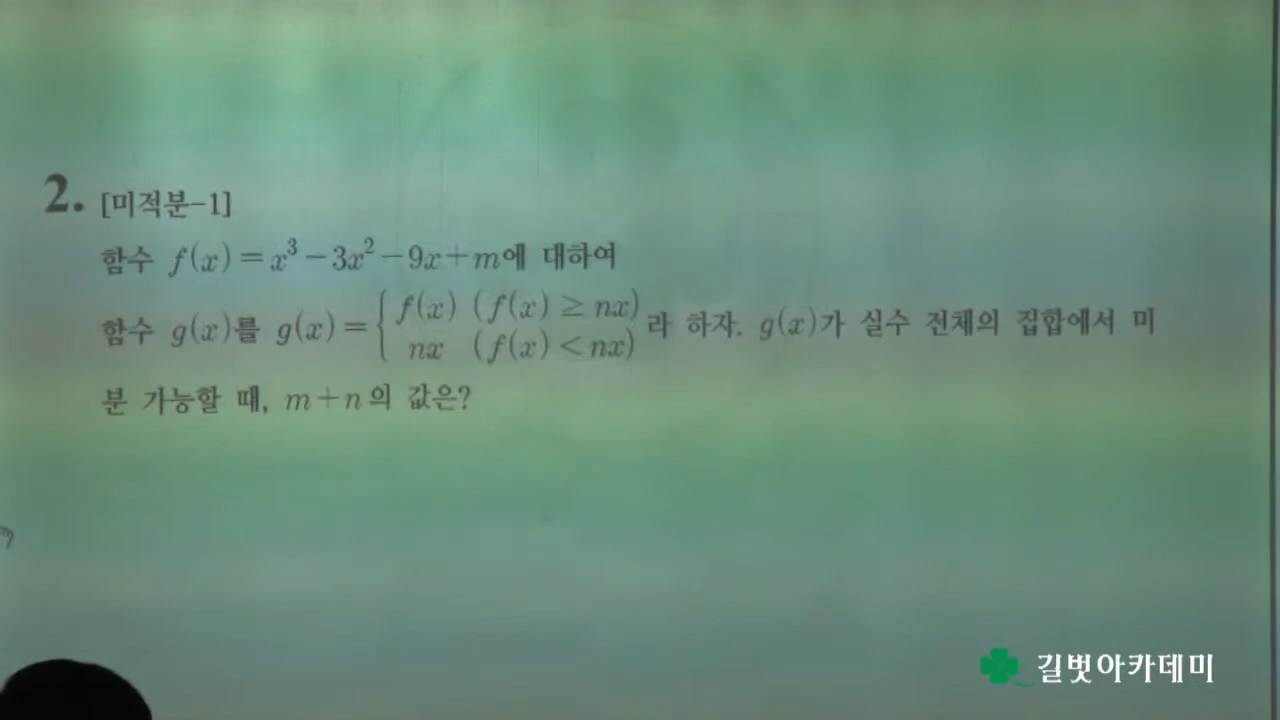 2. [미적분-1]
함수 f(x) = x³ - 3x² - 9x + m에 대하여
함수 g(x)를 g(x) = { f(x) (f(x) ≥ nx)
nx (f(x) < nx) 라 하자. g(x)가 실수 전체의 집합에서 미
분 가능할 때, m+n의 값은?
길벗아카데미